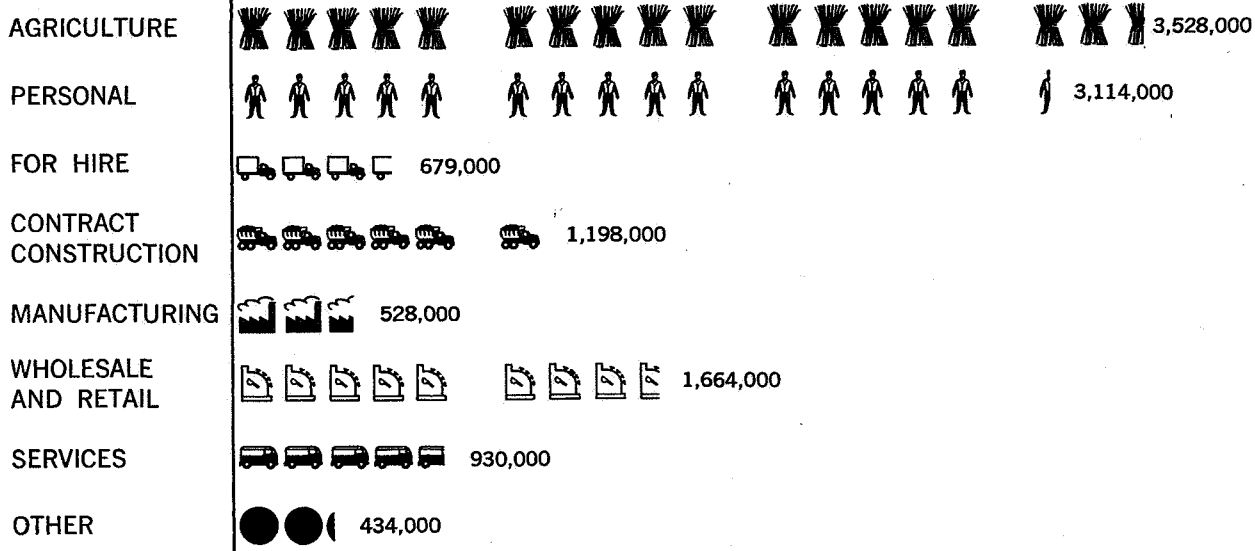 AGRICULTURE 3,528,000
PERSONAL 3,114,000
FOR HIRE 679,000
CONTRACT
CONSTRUCTION 1,198,000
MANUFACTURING 528,000
WHOLESALE
AND RETAIL 1,664,000
SERVICES 930,000
OTHER 434,000